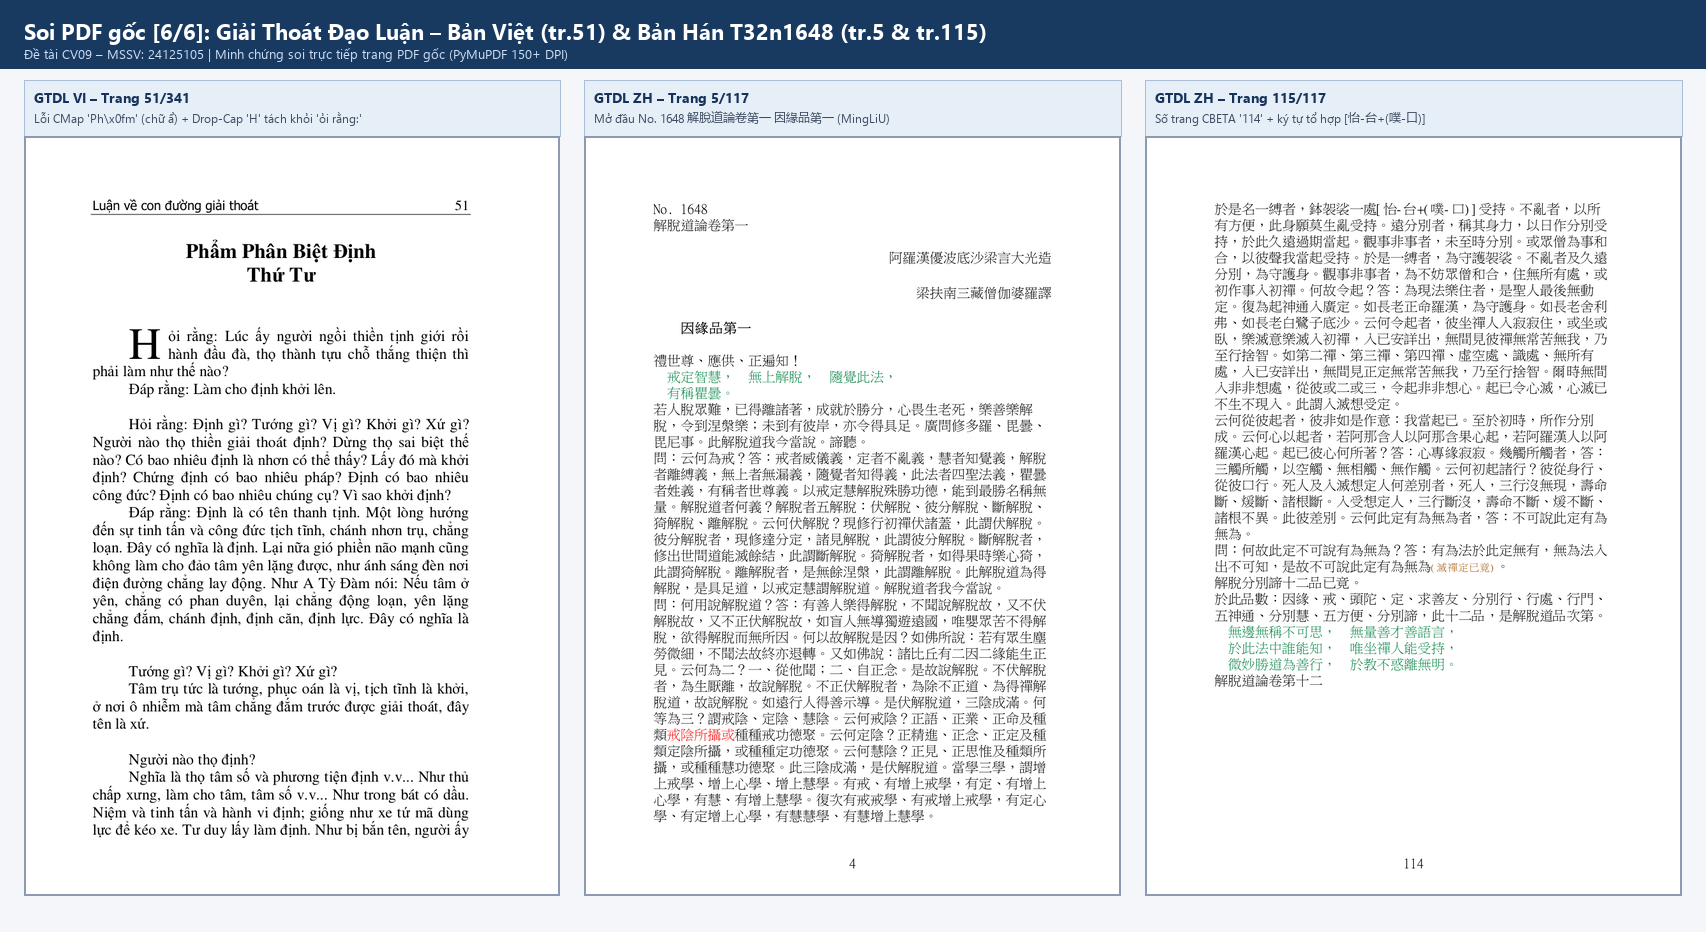 Soi PDF gốc [6/6]: Giải Thoát Đạo Luận – Bản Việt (tr.51) & Bản Hán T32n1648 (tr.5 & tr.115)
Đề tài CV09 – MSSV: 24125105 | Minh chứng soi trực tiếp trang PDF gốc (PyMuPDF 150+ DPI)
GTDL VI – Trang 51/341
Lỗi CMap 'Ph\x0fm' (chữ ẩ) + Drop-Cap 'H' tách khỏi 'ỏi rằng:'
Luận về con đường giải thoát 51
Phẩm Phân Biệt Định
Thứ Tư
Hỏi rằng: Lúc ấy người ngồi thiền tịnh giới rồi
hành đầu đà, thọ thành tựu chỗ thắng thiện thì
phải làm như thế nào?
Đáp rằng: Làm cho định khởi lên.
Hỏi rằng: Định gì? Tướng gì? Vị gì? Khởi gì? Xứ gì?
Người nào thọ thiền giải thoát định? Dừng thọ sai biệt thế
nào? Có bao nhiêu định là nhơn có thể thấy? Lấy đó mà khởi
định? Chứng định có bao nhiêu pháp? Định có bao nhiêu
công đức? Định có bao nhiêu chúng cụ? Vì sao khởi định?
Đáp rằng: Định là có tên thanh tịnh. Một lòng hướng
đến sự tinh tấn và công đức tịch tĩnh, chánh nhơn trụ, chẳng
loạn. Đây có nghĩa là định. Lại nữa gió phiền não mạnh cũng
không làm cho đảo tâm yên lặng được, như ánh sáng đèn nơi
điện đường chẳng lay động. Như A Tỳ Đàm nói: Nếu tâm ở
yên, chẳng có phan duyên, lại chẳng động loạn, yên lặng
chẳng đắm, chánh định, định căn, định lực. Đây có nghĩa là
định.
Tướng gì? Vị gì? Khởi gì? Xứ gì?
Tâm trụ tức là tướng, phục oán là vị, tịch tĩnh là khởi,
ở nơi ô nhiễm mà tâm chẳng đắm trước được giải thoát, đây
tên là xứ.
Người nào thọ định?
Nghĩa là thọ tâm số và phương tiện định v.v... Như thủ
chấp xưng, làm cho tâm, tâm số v.v... Như trong bát có dầu.
Niệm và tinh tấn và hành vi định; giống như xe tứ mã dùng
lực để kéo xe. Tư duy lấy làm định. Như bị bắn tên, người ấy
GTDL ZH – Trang 5/117
Mở đầu No. 1648 解脫道論卷第一 因緣品第一 (MingLiU)
No. 1648
解脫道論卷第一
阿羅漢優波底沙梁言大光造
梁扶南三藏僧伽婆羅譯
因緣品第一
禮世尊、應供、正遍知！
戒定智慧， 無上解脫， 隨覺此法，
有稱瞿曇。
若人脫眾難，已得離諸著，成就於勝分，心畏生老死，樂善樂解
脫，令到涅槃樂；未到有彼岸，亦令得具足。廣問修多羅、毘曇、
毘尼事。此解脫道我今當說。諦聽。
問：云何為戒？答：戒者威儀義，定者不亂義，慧者知覺義，解脫
者離縛義，無上者無漏義，隨覺者知得義，此法者四聖法義，瞿曇
者姓義，有稱者世尊義。以戒定慧解脫殊勝功德，能到最勝名稱無
量。解脫道者何義？解脫者五解脫：伏解脫、彼分解脫、斷解脫、
猗解脫、離解脫。云何伏解脫？現修行初禪伏諸蓋，此謂伏解脫。
彼分解脫者，現修達分定，諸見解脫，此謂彼分解脫。斷解脫者，
修出世間道能滅餘結，此謂斷解脫。猗解脫者，如得果時樂心猗，
此謂猗解脫。離解脫者，是無餘涅槃，此謂離解脫。此解脫道為得
解脫，是具足道，以戒定慧謂解脫道。解脫道者我今當說。
問：何用說解脫道？答：有善人樂得解脫，不聞說解脫故，又不伏
解脫故，又不正伏解脫故，如盲人無導獨遊遠國，唯嬰眾苦不得解
脫，欲得解脫而無所因。何以故解脫是因？如佛所說：若有眾生塵
勞微細，不聞法故終亦退轉。又如佛說：諸比丘有二因二緣能生正
見。云何為二？一、從他聞；二、自正念。是故說解脫。不伏解脫
者，為生厭離，故說解脫。不正伏解脫者，為除不正道、為得禪解
脫道，故說解脫。如遠行人得善示導。是伏解脫道，三陰成滿。何
等為三？謂戒陰、定陰、慧陰。云何戒陰？正語、正業、正命及種
類戒陰所攝或種種戒功德聚。云何定陰？正精進、正念、正定及種
類定陰所攝，或種種定功德聚。云何慧陰？正見、正思惟及種類所
攝，或種種慧功德聚。此三陰成滿，是伏解脫道。當學三學，謂增
上戒學、增上心學、增上慧學。有戒、有增上戒學，有定、有增上
心學，有慧、有增上慧學。復次有戒戒學、有戒增上戒學，有定心
學、有定增上心學，有慧慧學、有慧增上慧學。
4
GTDL ZH – Trang 115/117
Số trang CBETA '114' + ký tự tổ hợp [怡-台+(噗-口)]
於是名一縛者，鉢袈裟一處[怡-台+(噗-口)]受持。不亂者，以所
有方便，此身願莫生亂受持。遠分別者，稱其身力，以日作分別受
持，於此久遠過期當起。觀事非事者，未至時分別。或眾僧為事和
合，以彼聲我當起受持。於是一縛者，為守護袈裟。不亂者及久遠
分別，為守護身。觀事非事者，為不妨眾僧和合，住無所有處，或
初作事入初禪。何故令起？答：為現法樂住者，是聖人最後無動
定。復為起神通入廣定。如長老正命羅漢，為守護身。如長老舍利
弗、如長老白鷺子底沙。云何令起者，彼坐禪人入寂寂住，或坐或
臥，樂滅意樂滅入初禪，入已安詳出，無間見彼禪無常苦無我，乃
至行捨智。如第二禪、第三禪、第四禪、虛空處、識處、無所有
處，入已安詳出，無間見正定無常苦無我，乃至行捨智。爾時無間
入非非想處，從彼或二或三，令起非非想心。起已令心滅，心滅已
不生不現入。此謂入滅想受定。
云何從彼起者，彼非如是作意：我當起已。至於初時，所作分別
成。云何心以起者，若阿那含人以阿那含果心起，若阿羅漢人以阿
羅漢心起。起已彼心何所著？答：心專緣寂寂。幾觸所觸者，答：
三觸所觸，以空觸、無相觸、無作觸。云何初起諸行？彼從身行、
從彼口行。死人及入滅想定人何差別者，死人，三行沒無現，壽命
斷、煖斷、諸根斷。入受想定人，三行斷沒，壽命不斷、煖不斷、
諸根不異。此彼差別。云何此定有為無為者，答：不可說此定有為
無為。
問：何故此定不可說有為無為？答：有為法於此定無有，無為法入
出不可知，是故不可說此定有為無為(滅禪定已竟)。
解脫分別諦十二品已竟。
於此品數：因緣、戒、頭陀、定、求善友、分別行、行處、行門、
五神通、分別慧、五方便、分別諦，此十二品，是解脫道品次第。
無邊無稱不可思， 無量善才善語言，
於此法中誰能知， 唯坐禪人能受持，
微妙勝道為善行， 於教不惑離無明。
解脫道論卷第十二
114